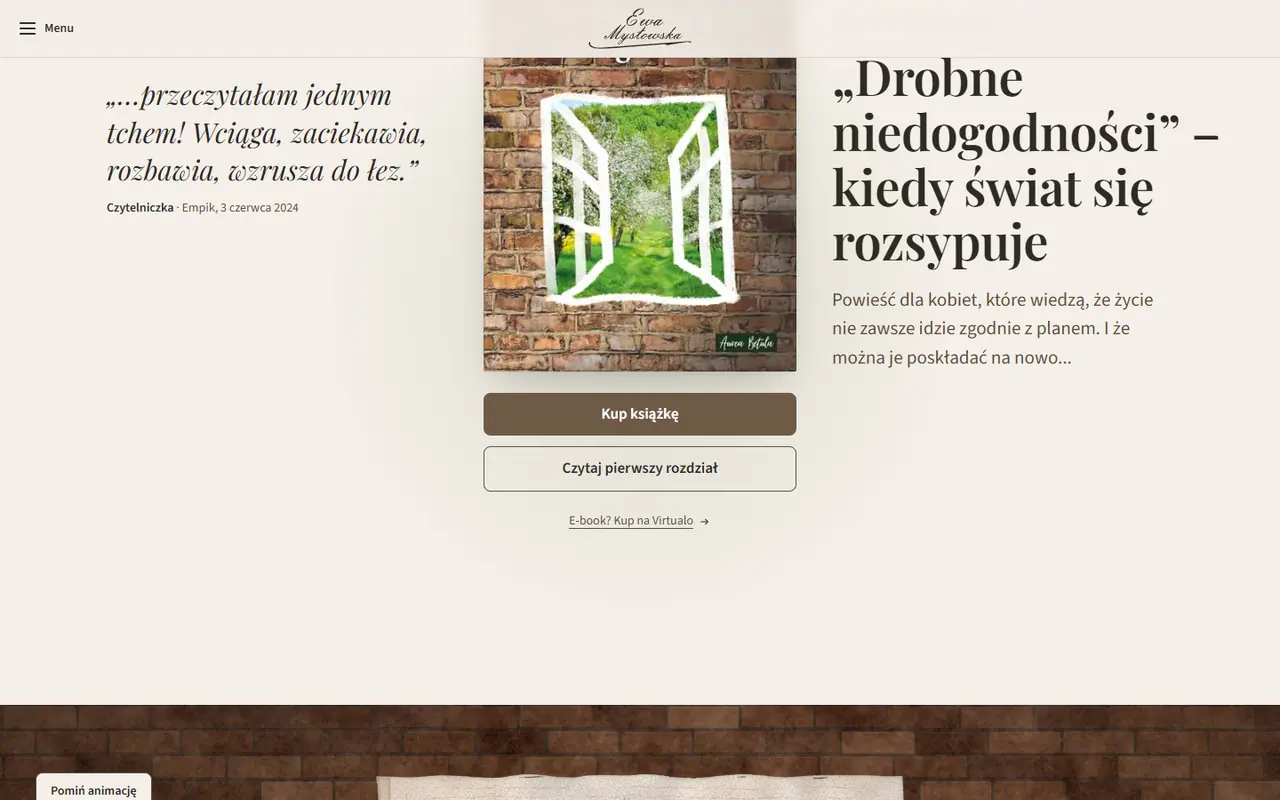 Menu
Ewa
Mysłowska
„...przeczytałam jednym
tchem! Wciąga, zaciekawia,
rozbawia, wzrusza do łez.”
Czytelniczka · Empik, 3 czerwca 2024
Aurea Betula
Kup książkę
Czytaj pierwszy rozdział
E-book? Kup na Virtualo →
„Drobne
niedogodności” –
kiedy świat się
rozsypuje
Powieść dla kobiet, które wiedzą, że życie
nie zawsze idzie zgodnie z planem. I że
można je poskładać na nowo...
Pomiń animację